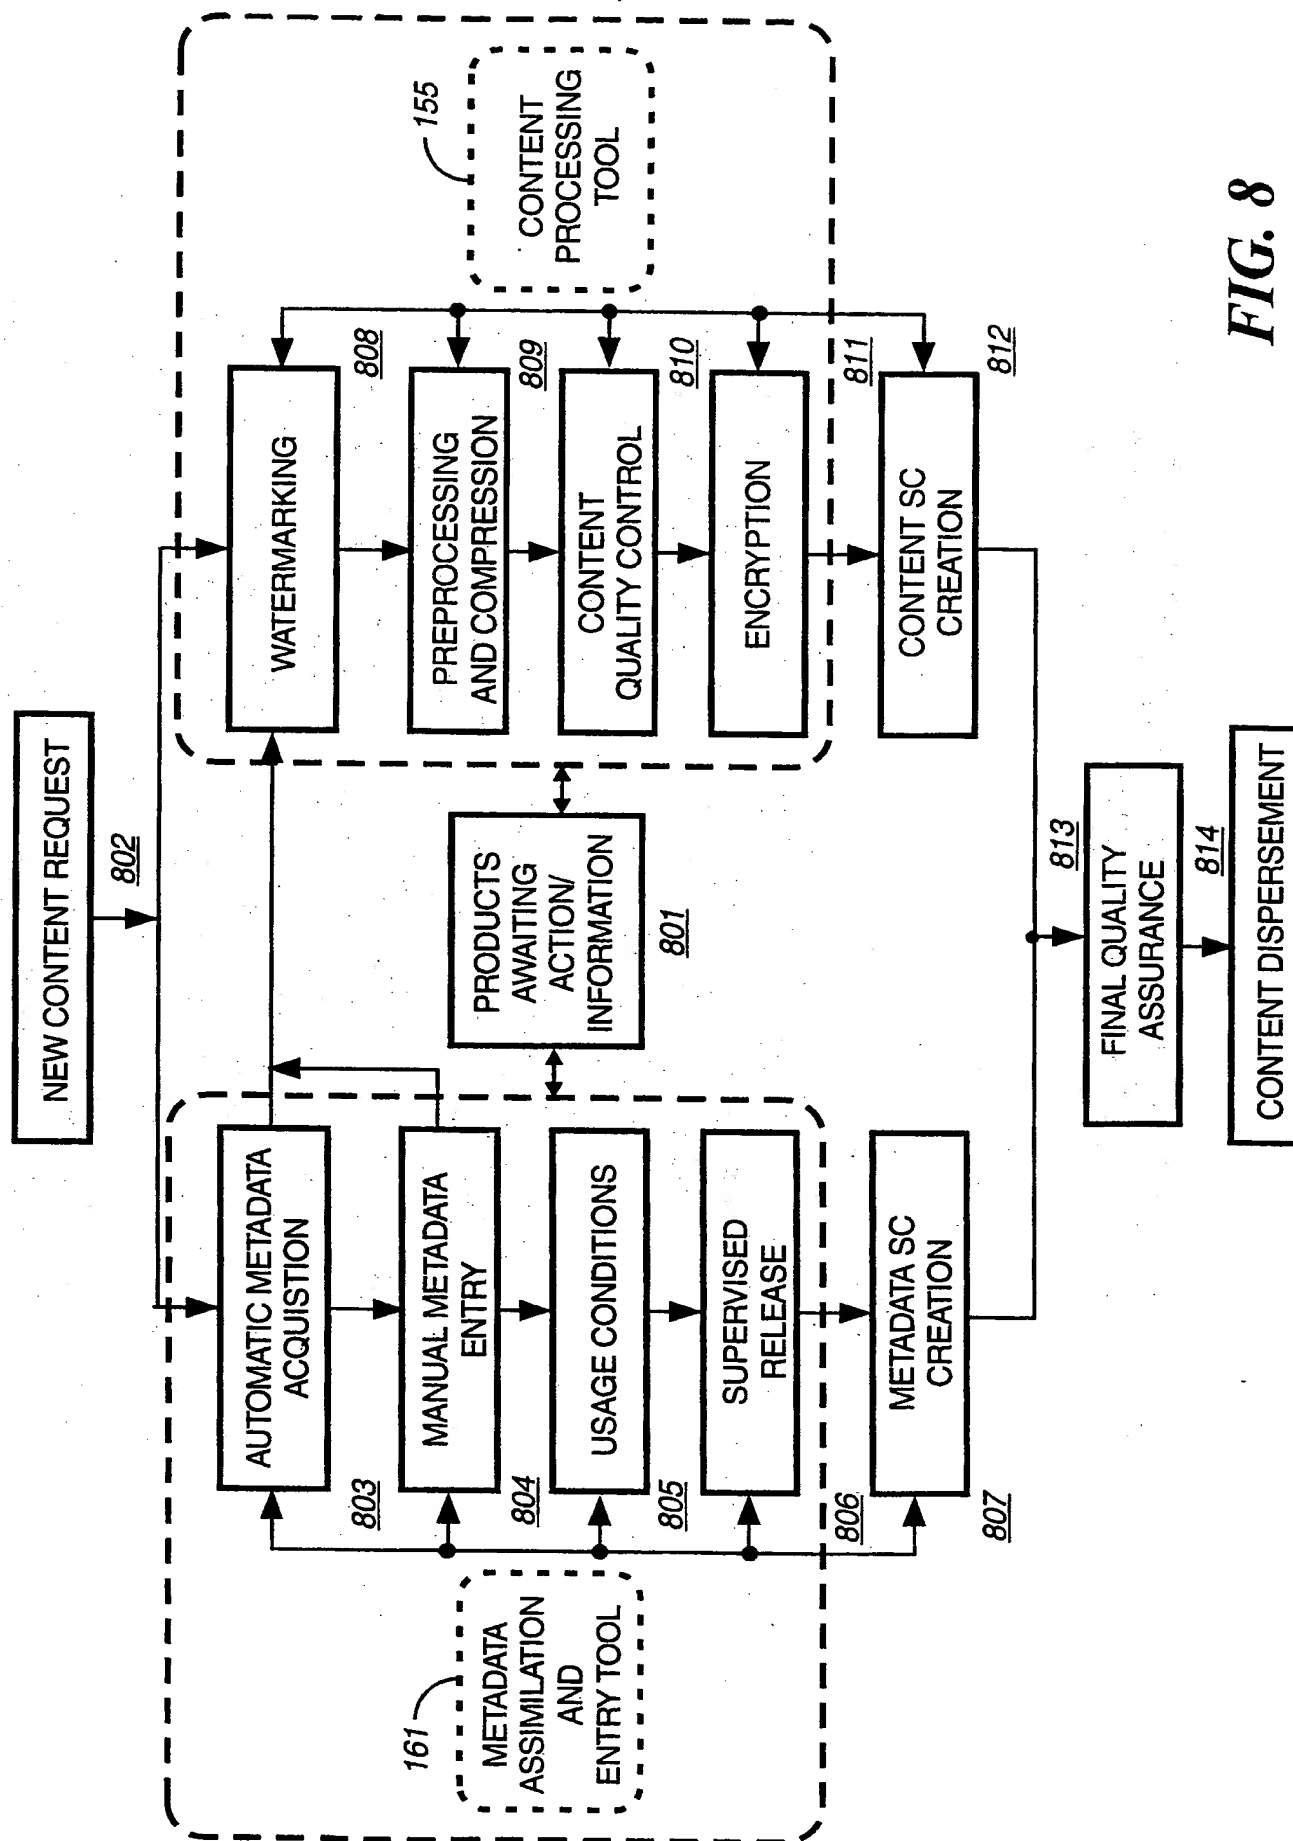 NEW CONTENT REQUEST
802
AUTOMATIC METADATA
ACQUISTION
803
MANUAL METADATA
ENTRY
804
USAGE CONDITIONS
805
SUPERVISED
RELEASE
806
METADATA SC
CREATION
807
161
METADATA
ASSIMILATION
AND
ENTRY TOOL
PRODUCTS
AWAITING
ACTION/
INFORMATION
801
WATERMARKING
808
PREPROCESSING
AND COMPRESSION
809
CONTENT
QUALITY CONTROL
810
ENCRYPTION
811
CONTENT SC
CREATION
812
155
CONTENT
PROCESSING
TOOL
813
FINAL QUALITY
ASSURANCE
814
CONTENT DISPERSEMENT
FIG. 8